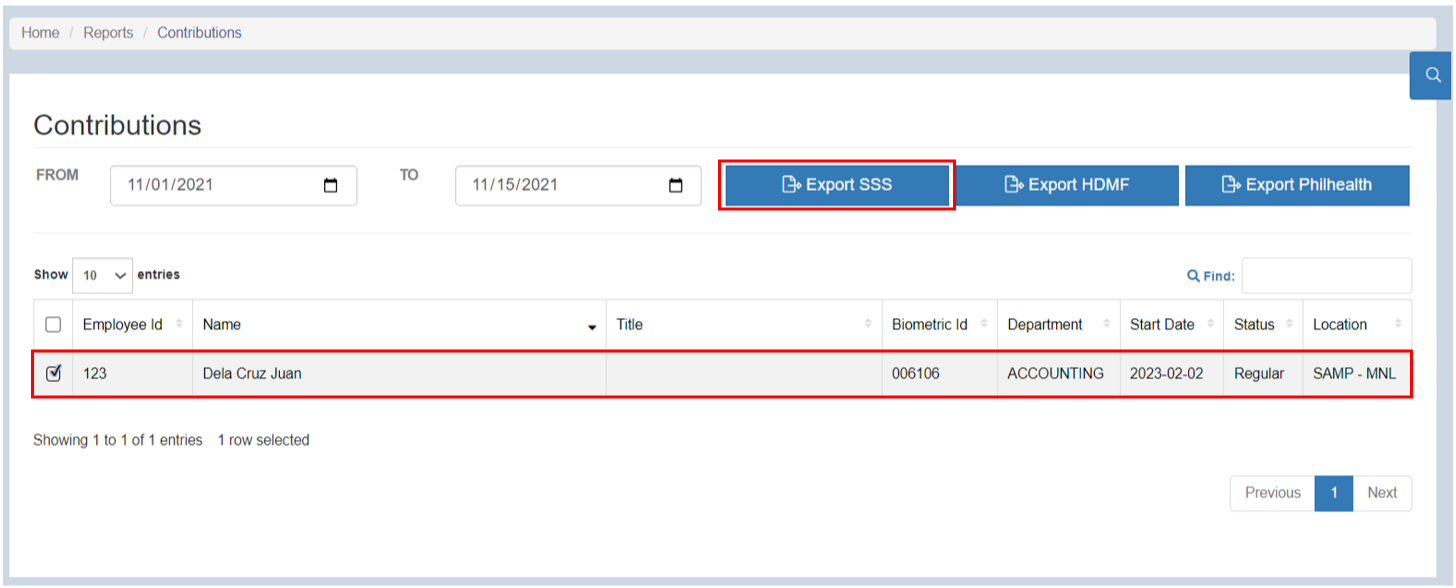 Home / Reports / Contributions
Contributions
FROM 11/01/2021 TO 11/15/2021 Export SSS Export HDMF Export Philhealth
Show 10 entries Find:
Employee Id Name Title Biometric Id Department Start Date Status Location
123 Dela Cruz Juan 006106 ACCOUNTING 2023-02-02 Regular SAMP - MNL
Showing 1 to 1 of 1 entries 1 row selected
Previous 1 Next